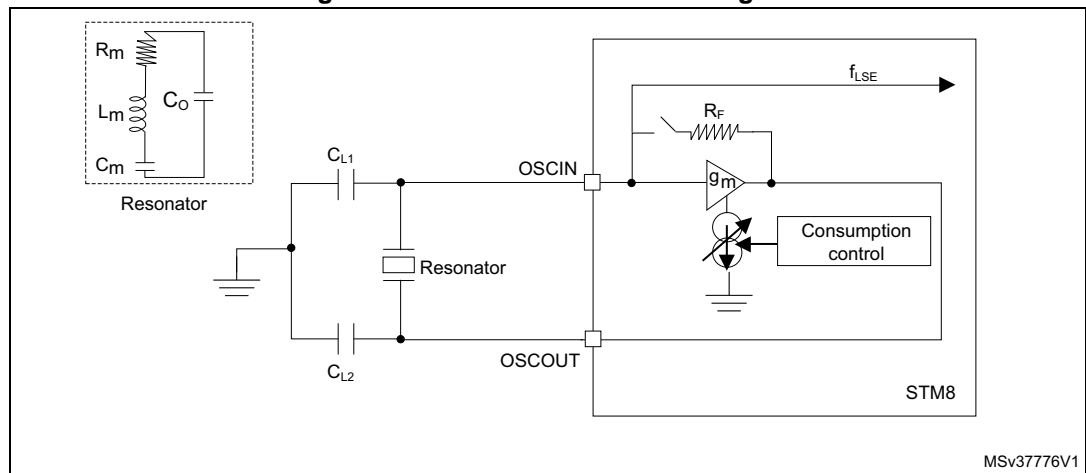 Rm
Lm
CO
Cm
Resonator
CL1
CL2
Resonator
OSCIN
OSCOUT
fLSE
RF
gm
Consumption
control
STM8
MSv37776V1